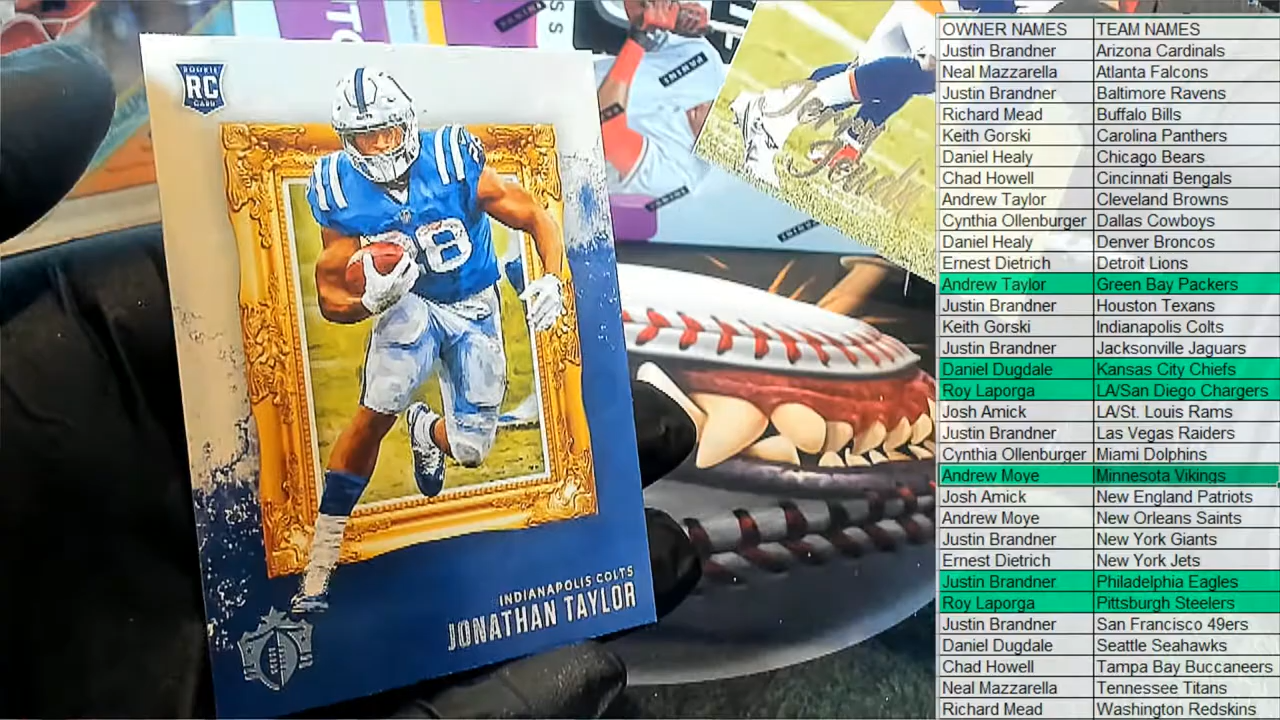 ROOKIE
RC
CARD
28
INDIANAPOLIS COLTS
JONATHAN TAYLOR
PANINI
PANINI
Jerry
Jeudy
OWNER NAMES TEAM NAMES
Justin Brandner Arizona Cardinals
Neal Mazzarella Atlanta Falcons
Justin Brandner Baltimore Ravens
Richard Mead Buffalo Bills
Keith Gorski Carolina Panthers
Daniel Healy Chicago Bears
Chad Howell Cincinnati Bengals
Andrew Taylor Cleveland Browns
Cynthia Ollenburger Dallas Cowboys
Daniel Healy Denver Broncos
Ernest Dietrich Detroit Lions
Andrew Taylor Green Bay Packers
Justin Brandner Houston Texans
Keith Gorski Indianapolis Colts
Justin Brandner Jacksonville Jaguars
Daniel Dugdale Kansas City Chiefs
Roy Laporga LA/San Diego Chargers
Josh Amick LA/St. Louis Rams
Justin Brandner Las Vegas Raiders
Cynthia Ollenburger Miami Dolphins
Andrew Moye Minnesota Vikings
Josh Amick New England Patriots
Andrew Moye New Orleans Saints
Justin Brandner New York Giants
Ernest Dietrich New York Jets
Justin Brandner Philadelphia Eagles
Roy Laporga Pittsburgh Steelers
Justin Brandner San Francisco 49ers
Daniel Dugdale Seattle Seahawks
Chad Howell Tampa Bay Buccaneers
Neal Mazzarella Tennessee Titans
Richard Mead Washington Redskins